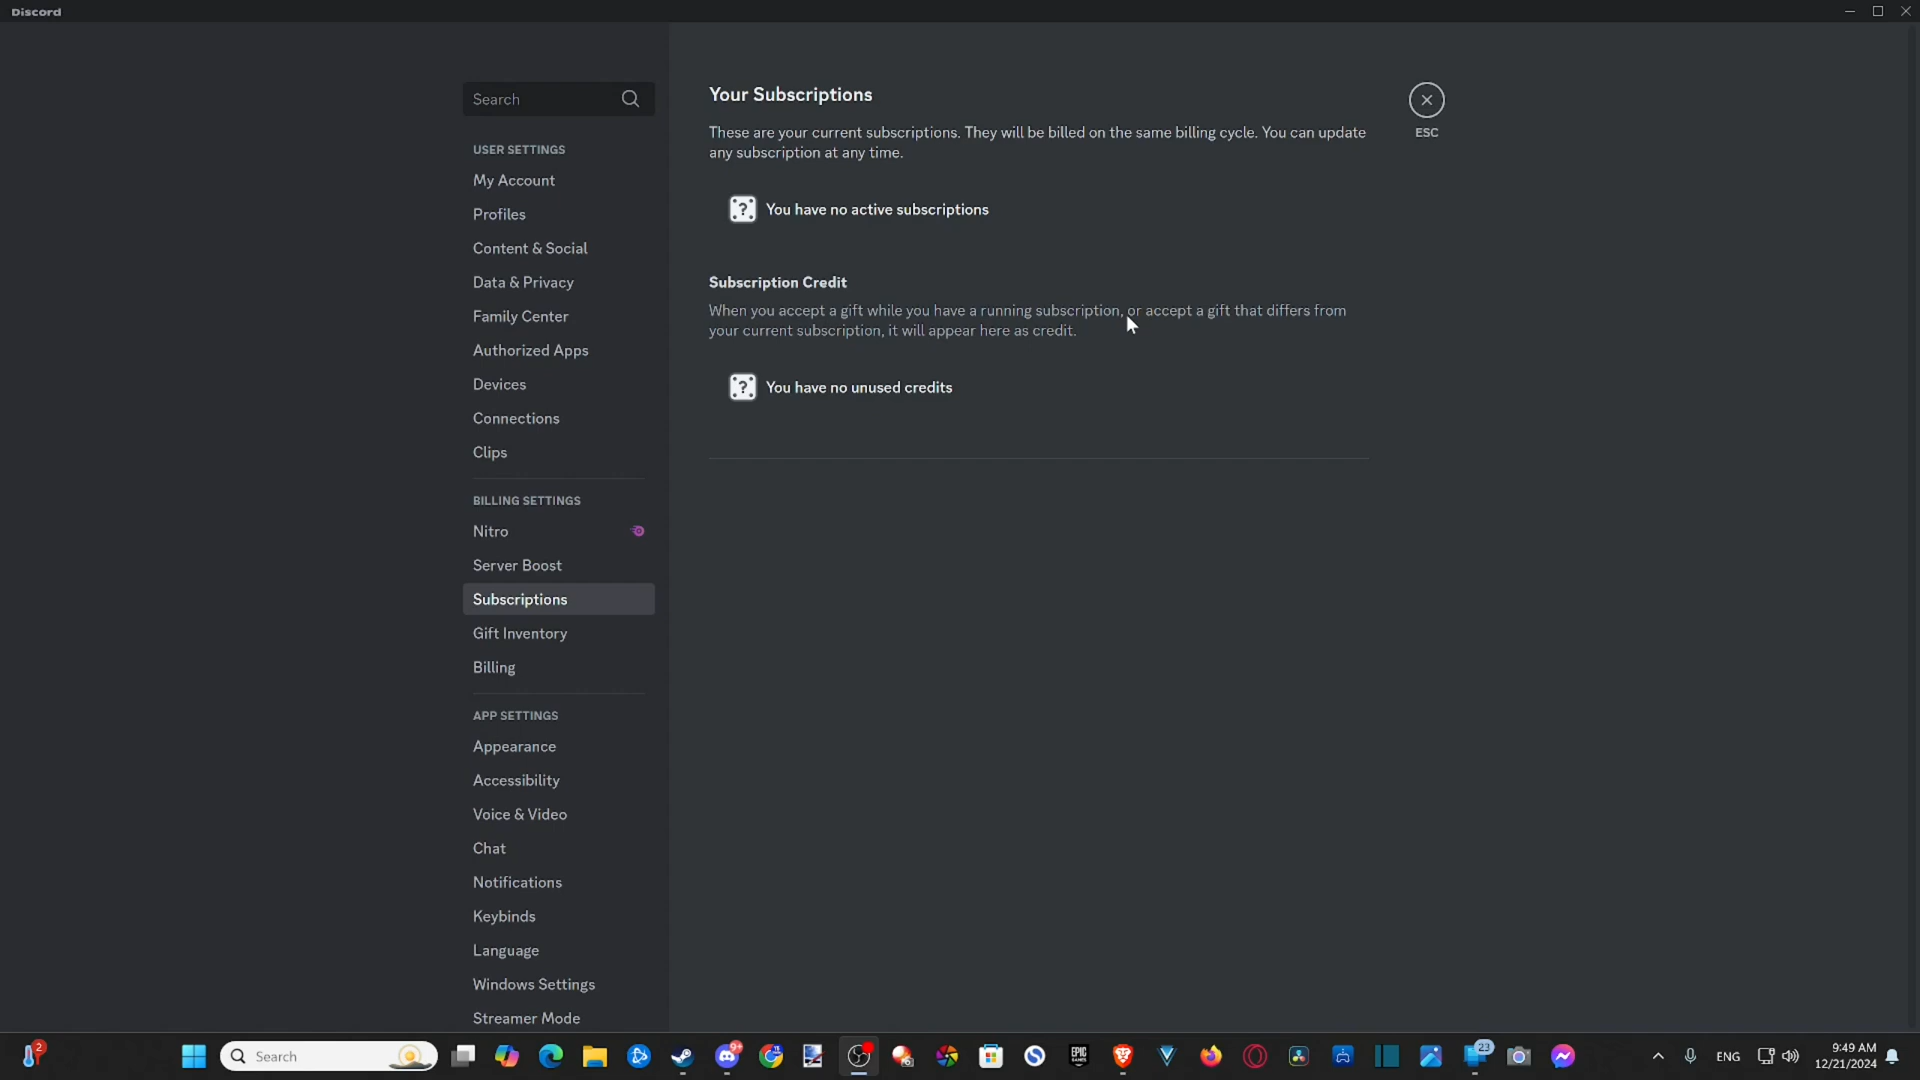 Discord
Search
USER SETTINGS
My Account
Profiles
Content & Social
Data & Privacy
Family Center
Authorized Apps
Devices
Connections
Clips
BILLING SETTINGS
Nitro
Server Boost
Subscriptions
Gift Inventory
Billing
APP SETTINGS
Appearance
Accessibility
Voice & Video
Chat
Notifications
Keybinds
Language
Windows Settings
Streamer Mode
Your Subscriptions
These are your current subscriptions. They will be billed on the same billing cycle. You can update
any subscription at any time.
? You have no active subscriptions
Subscription Credit
When you accept a gift while you have a running subscription, or accept a gift that differs from
your current subscription, it will appear here as credit.
? You have no unused credits
ESC
2
Search
9+
EPIC
GAMES
23
ENG
9:49 AM
12/21/2024